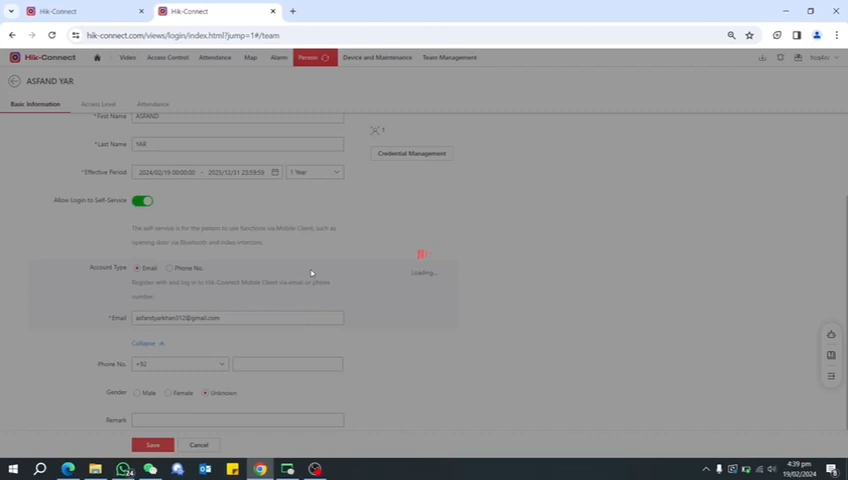 Hik-Connect
Hik-Connect
hik-connect.com/views/login/index.html?jump=1#/team
Hik-Connect Video Access Control Attendance Map Alarm Person Device and Maintenance Team Management
ASFAND YAR
Basic Information Access Level Attendance
*First Name ASFAND
1
*Last Name YAR
Credential Management
*Effective Period 2024/02/19 00:00:00 - 2025/12/31 23:59:59 1 Year
Allow Login to Self-Service
The self-service is for the person to use functions via Mobile Client, such as
opening door via Bluetooth and video intercom.
Account Type Email Phone No.
Loading...
Register with and log in to Hik-Connect Mobile Client via email or phone
number.
*Email asfandyarkhan312@gmail.com
Collapse
Phone No. +92
Gender Male Female Unknown
Remark
Save Cancel
24
4:39 pm
19/02/2024
8